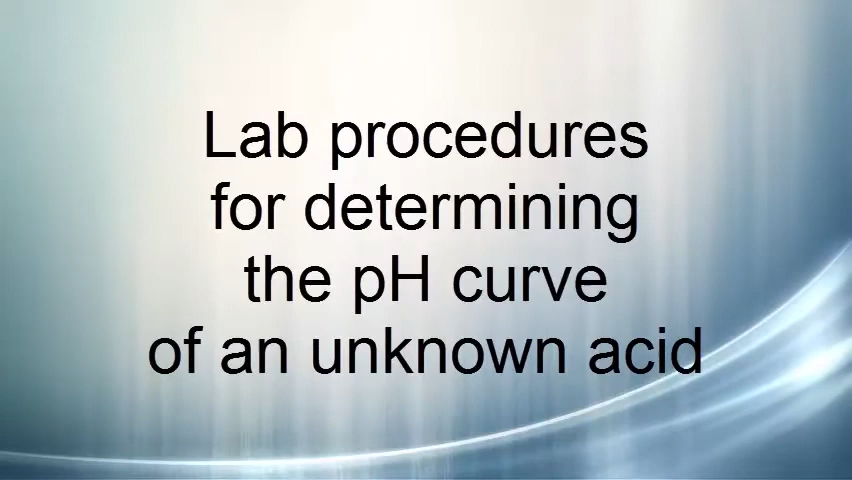 Lab procedures
for determining
the pH curve
of an unknown acid